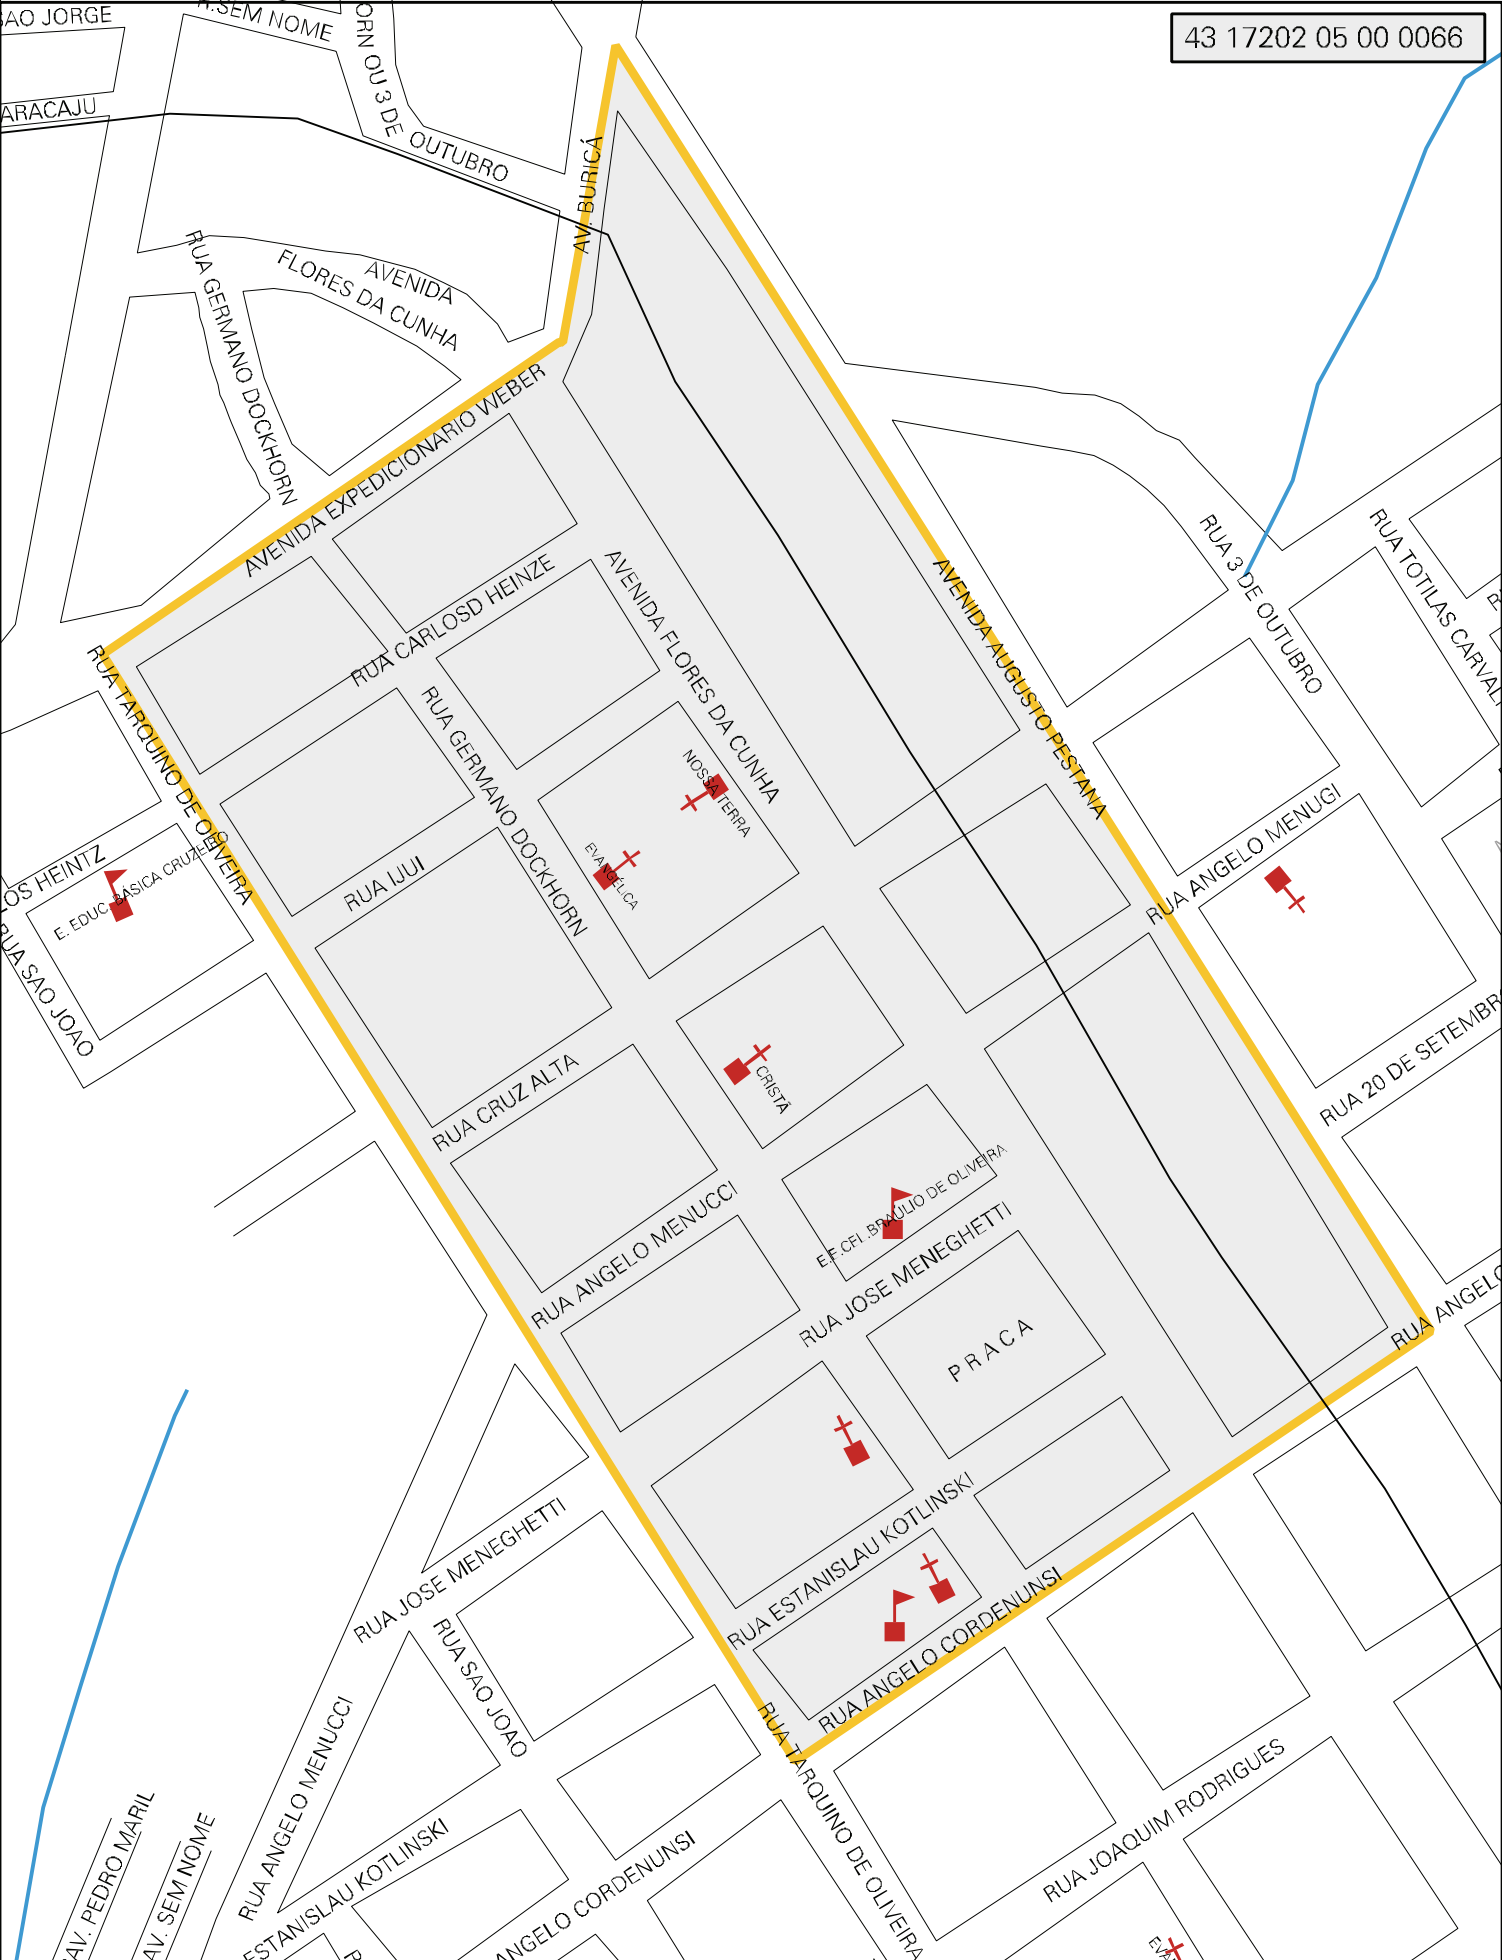 SAO JORGE
R.SEM NOME
43 17202 05 00 0066
ARACAJU
ORN OU 3 DE OUTUBRO
AV. BURICÁ
RUA GERMANO DOCKHORN
AVENIDA
FLORES DA CUNHA
AVENIDA EXPEDICIONARIO WEBER
RUA CARLOSD HEINZE
AVENIDA FLORES DA CUNHA
AVENIDA AUGUSTO PESTANA
RUA 3 DE OUTUBRO
RUA TOTILAS CARVAL
RUA TARQUINO DE OLIVEIRA
RUA GERMANO DOCKHORN
NOSSA TERRA
EVANGÉLICA
RUA IJUI
LOS HEINTZ
E. EDUC. BÁSICA CRUZEIRO
RUA SAO JOAO
RUA ANGELO MENUGI
RUA CRUZ ALTA
CRISTÃ
RUA 20 DE SETEMBRO
RUA ANGELO MENUCCI
E.F.CFI .BRAULIO DE OLIVEIRA
RUA JOSE MENEGHETTI
PRACA
RUA ANGELO
RUA ESTANISLAU KOTLINSKI
RUA JOSE MENEGHETTI
RUA ANGELO CORDENUNSI
RUA SAO JOAO
RUA ANGELO MENUCCI
RUA TARQUINO DE OLIVEIRA
RUA JOAQUIM RODRIGUES
AV. PEDRO MARIL
AV. SEM NOME
ESTANISLAU KOTLINSKI
ANGELO CORDENUNSI
R
EVA